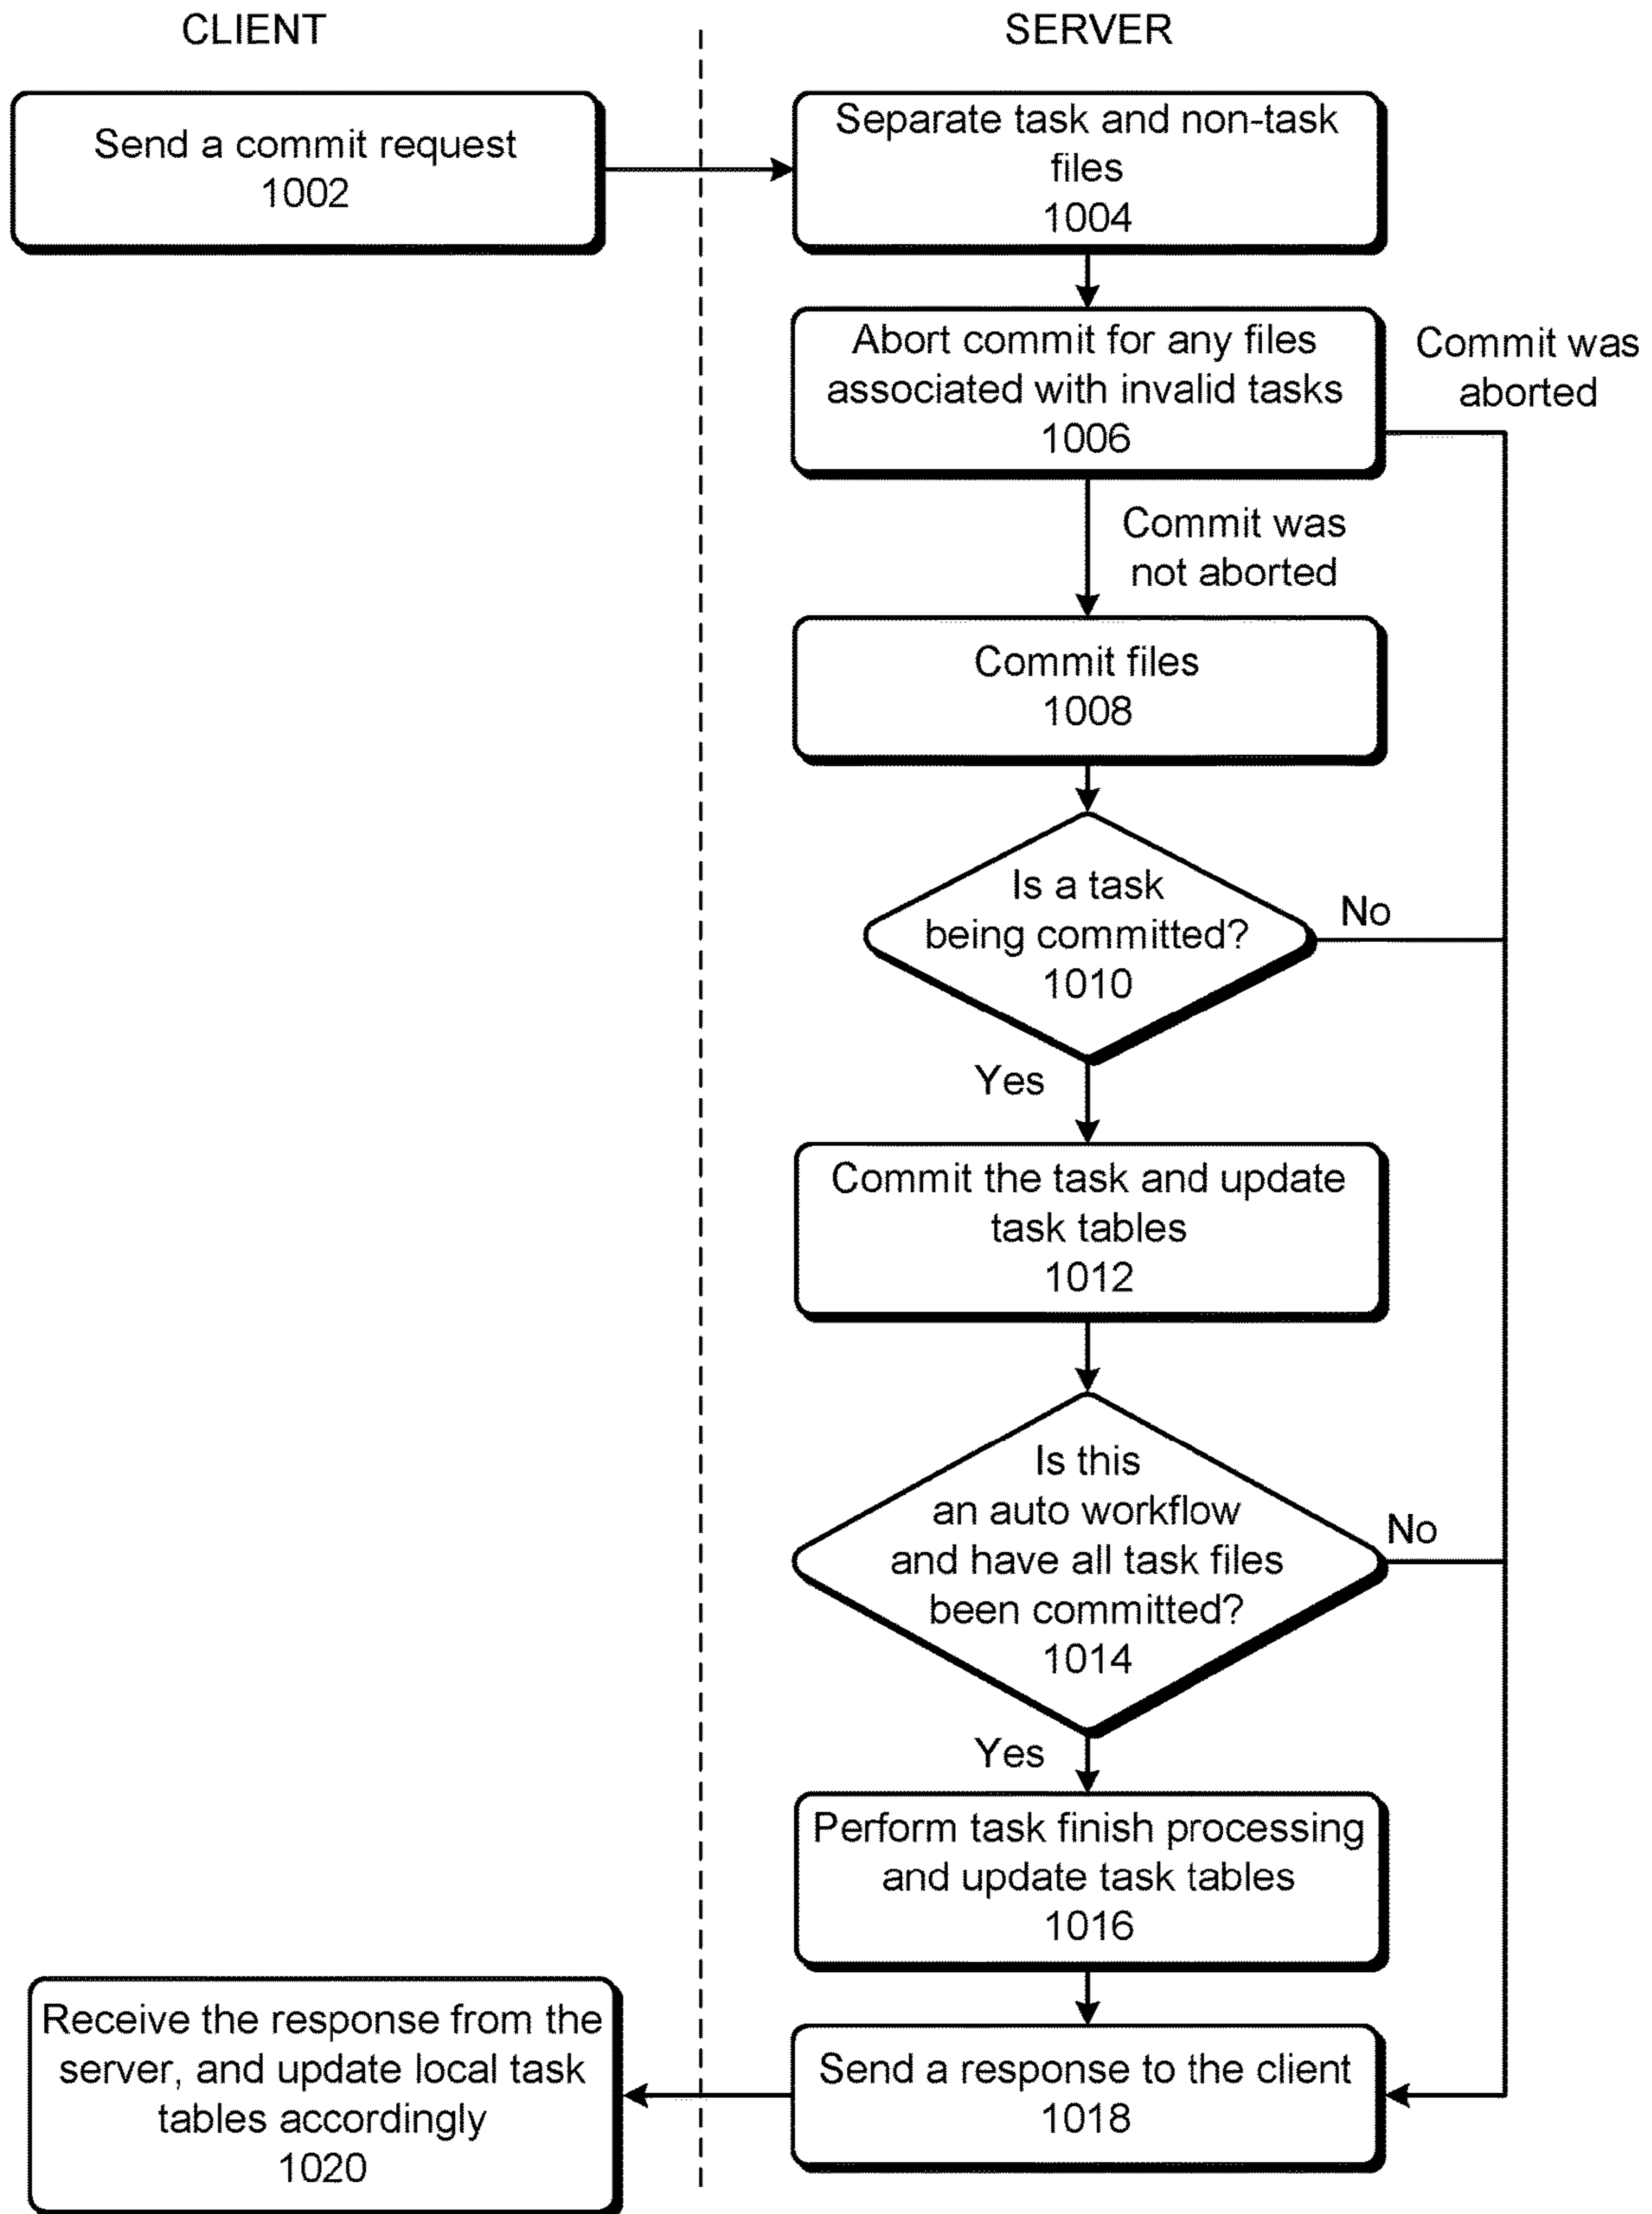 CLIENT
SERVER
Send a commit request
1002
Separate task and non-task
files
1004
Abort commit for any files
associated with invalid tasks
1006
Commit was
aborted
Commit was
not aborted
Commit files
1008
Is a task
being committed?
1010
No
Yes
Commit the task and update
task tables
1012
Is this
an auto workflow
and have all task files
been committed?
1014
No
Yes
Perform task finish processing
and update task tables
1016
Send a response to the client
1018
Receive the response from the
server, and update local task
tables accordingly
1020